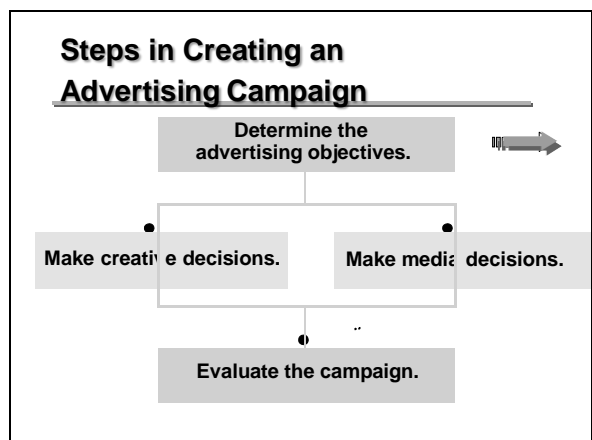 Steps in Creating an
Advertising Campaign
Determine the
advertising objectives.
Make creative decisions.
Make media decisions.
Evaluate the campaign.